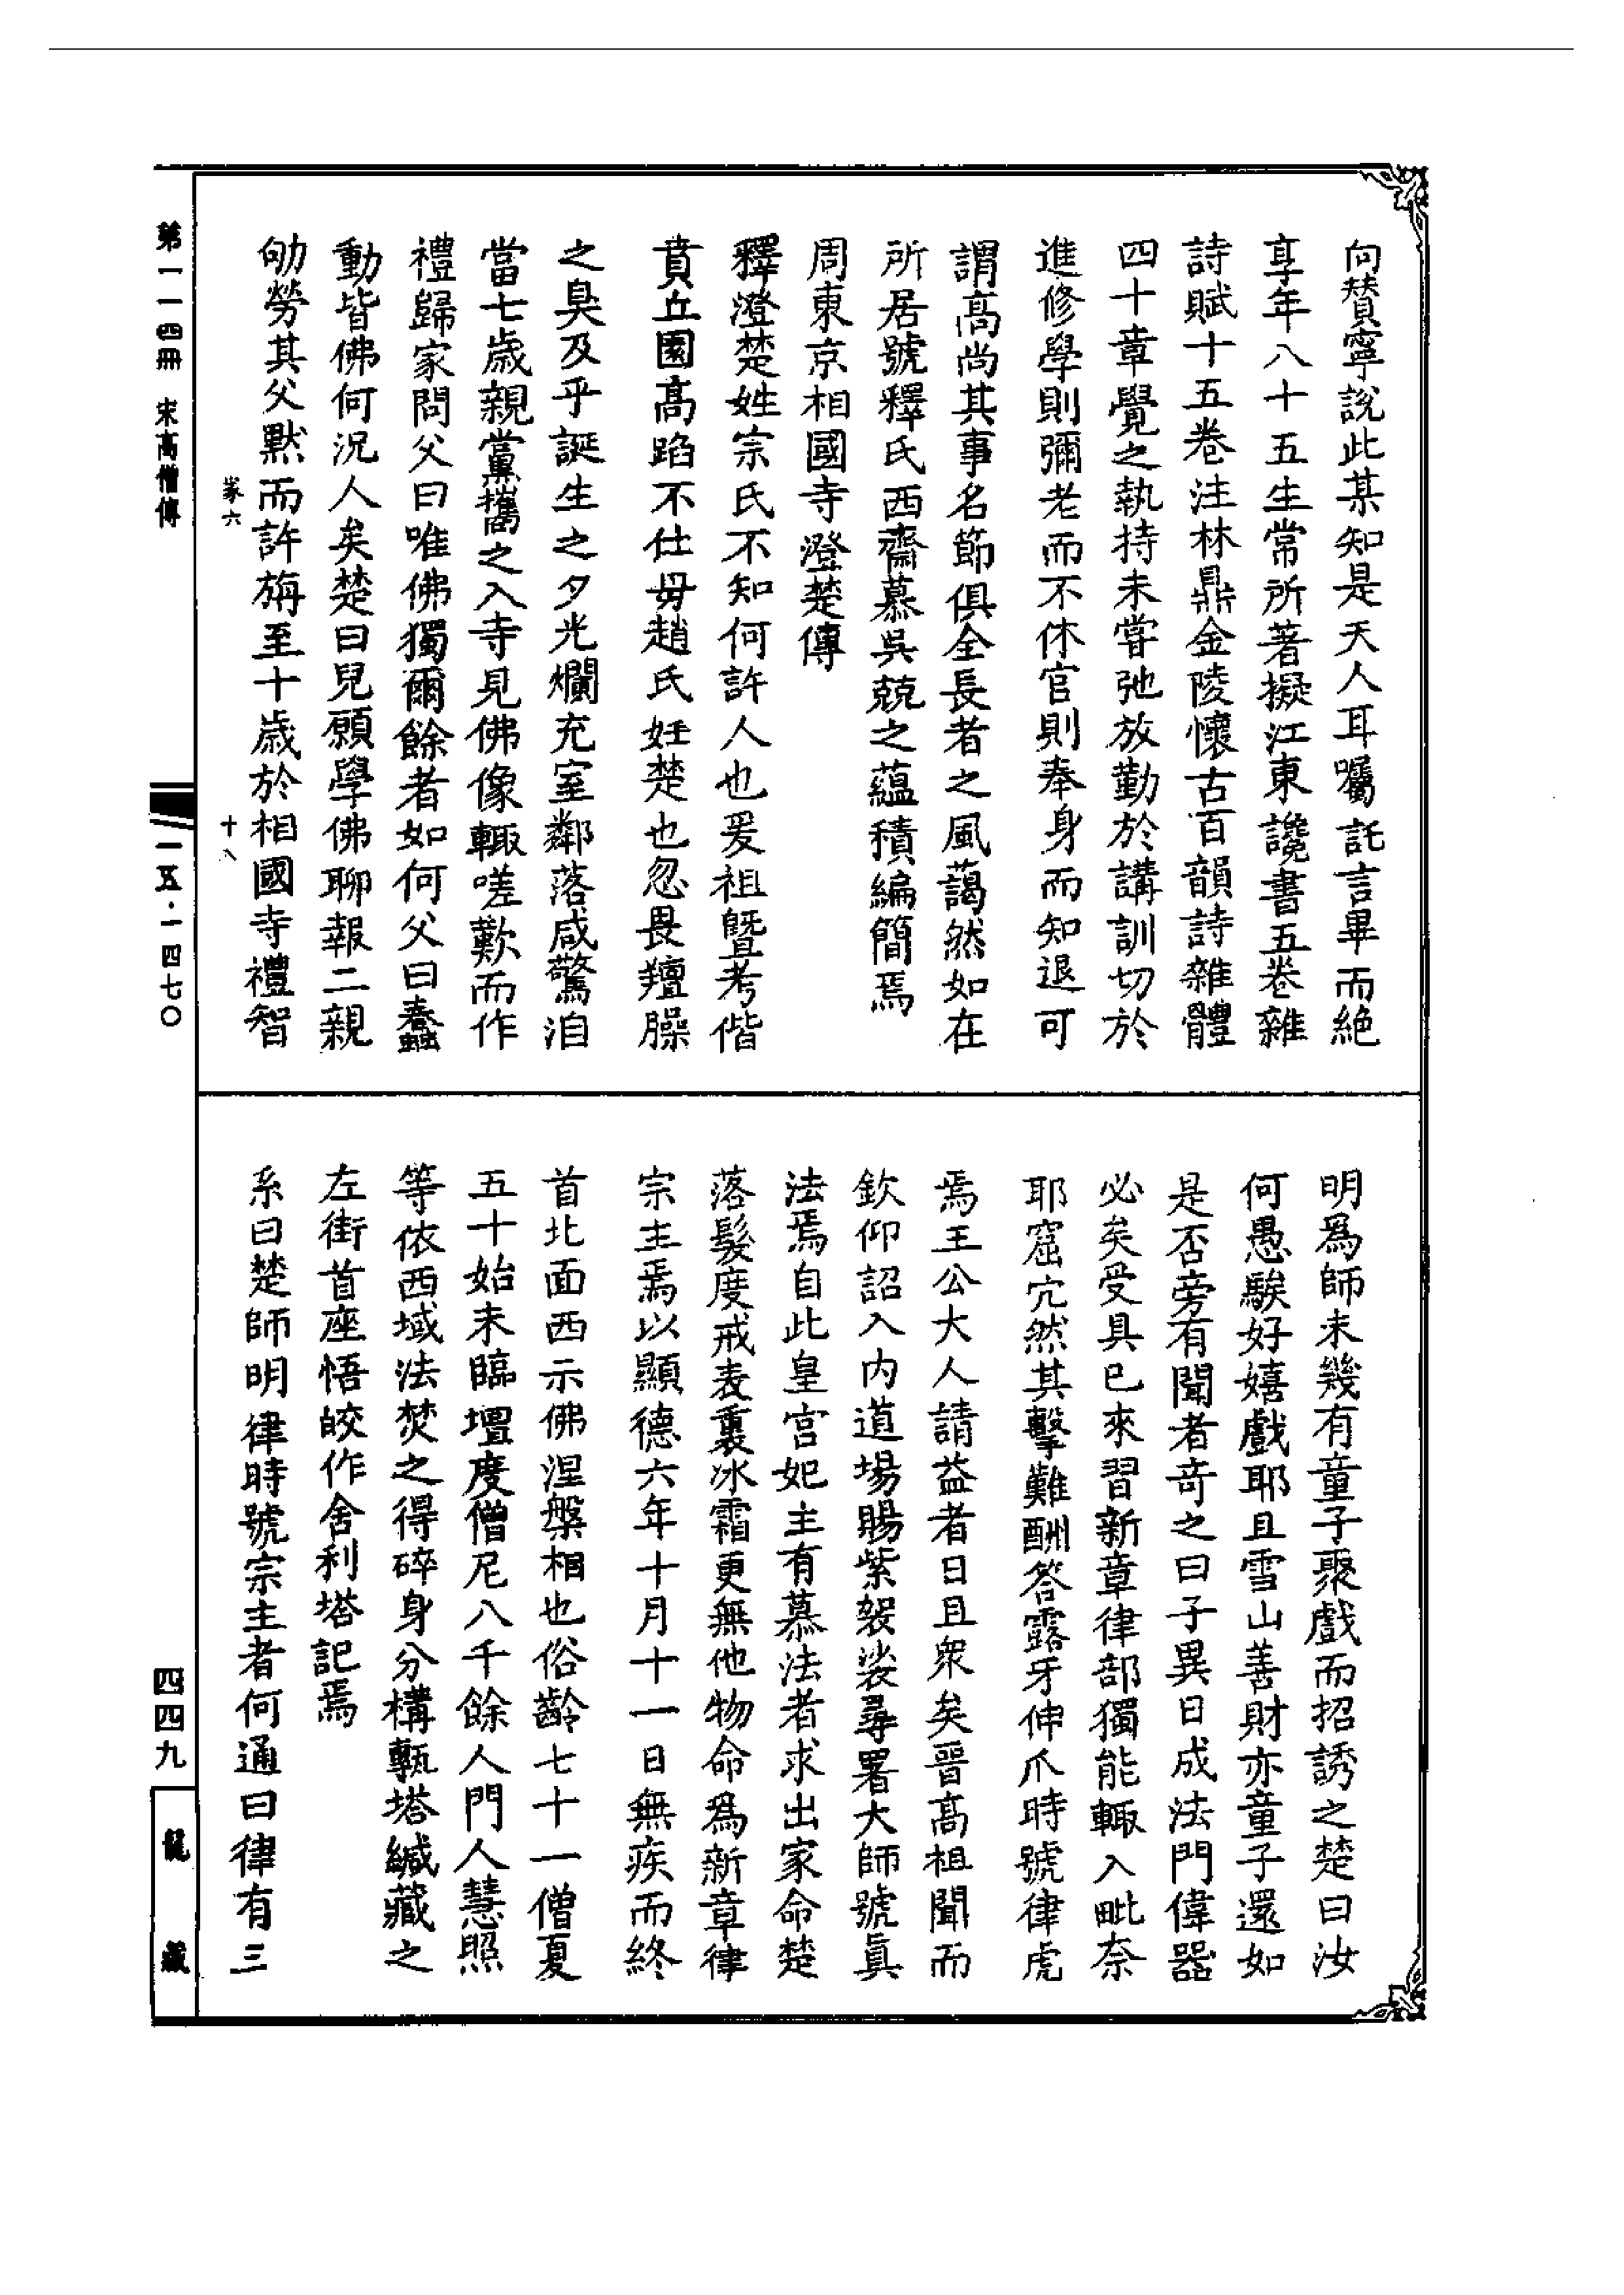 向贊寧説此某知是天人耳囑託言畢而絕
享年八十五生常所著擬江東讒書五卷雜
詩賦十五卷注林鼎金陵懷古百韻詩雜體
四十章覺之執持未甞弛放勤於講訓切於
進修學則彌老而不休官則奉身而知退可
謂高尚其事名節俱全長者之風藹然如在
所居號釋氏西齋慕吳兢之蘊積編簡焉
周東京相國寺澄楚傳
釋澄楚姓宗氏不知何許人也爰祖曁考偕
賁丘園高蹈不仕母趙氏妊楚也忽畏羶臊
之臭及乎誕生之夕光爛充室鄰落咸驚洎
當七歲親黨攜之入寺見佛像輒嗟歎而作
禮歸家問父曰唯佛獨爾餘者如何父曰蠢
動皆佛何況人矣楚曰兒願學佛聊報二親
劬勞其父默而許旃至十歲於相國寺禮智
明爲師未幾有童子聚戲而招誘之楚曰汝
何愚騃好嬉戲耶且雪山善財亦童子還如
是否旁有聞者奇之曰子異日成法門偉器
必矣受具已來習新章律部獨能輒入毗奈
耶窟穴然其擊難酬答露牙伸爪時號律虎
焉王公大人請益者日且衆矣晉高祖聞而
欽仰詔入内道場賜紫袈裟尋署大師號眞
法焉自此皇宮妃主有慕法者求出家命楚
落髮度戒表裏冰霜更無他物命爲新章律
宗主焉以顯德六年十月十一日無疾而終
首北面西示佛涅槃相也俗齡七十一僧夏
五十始末臨壇度僧尼八千餘人門人慧照
等依西域法焚之得碎身分構甎塔緘藏之
左街首座悟皎作舍利塔記焉
系曰楚師明律時號宗主者何通曰律有三
第一一四冊 宋高僧傳
冢六 十八
一五·一四七〇
四四九
龍藏